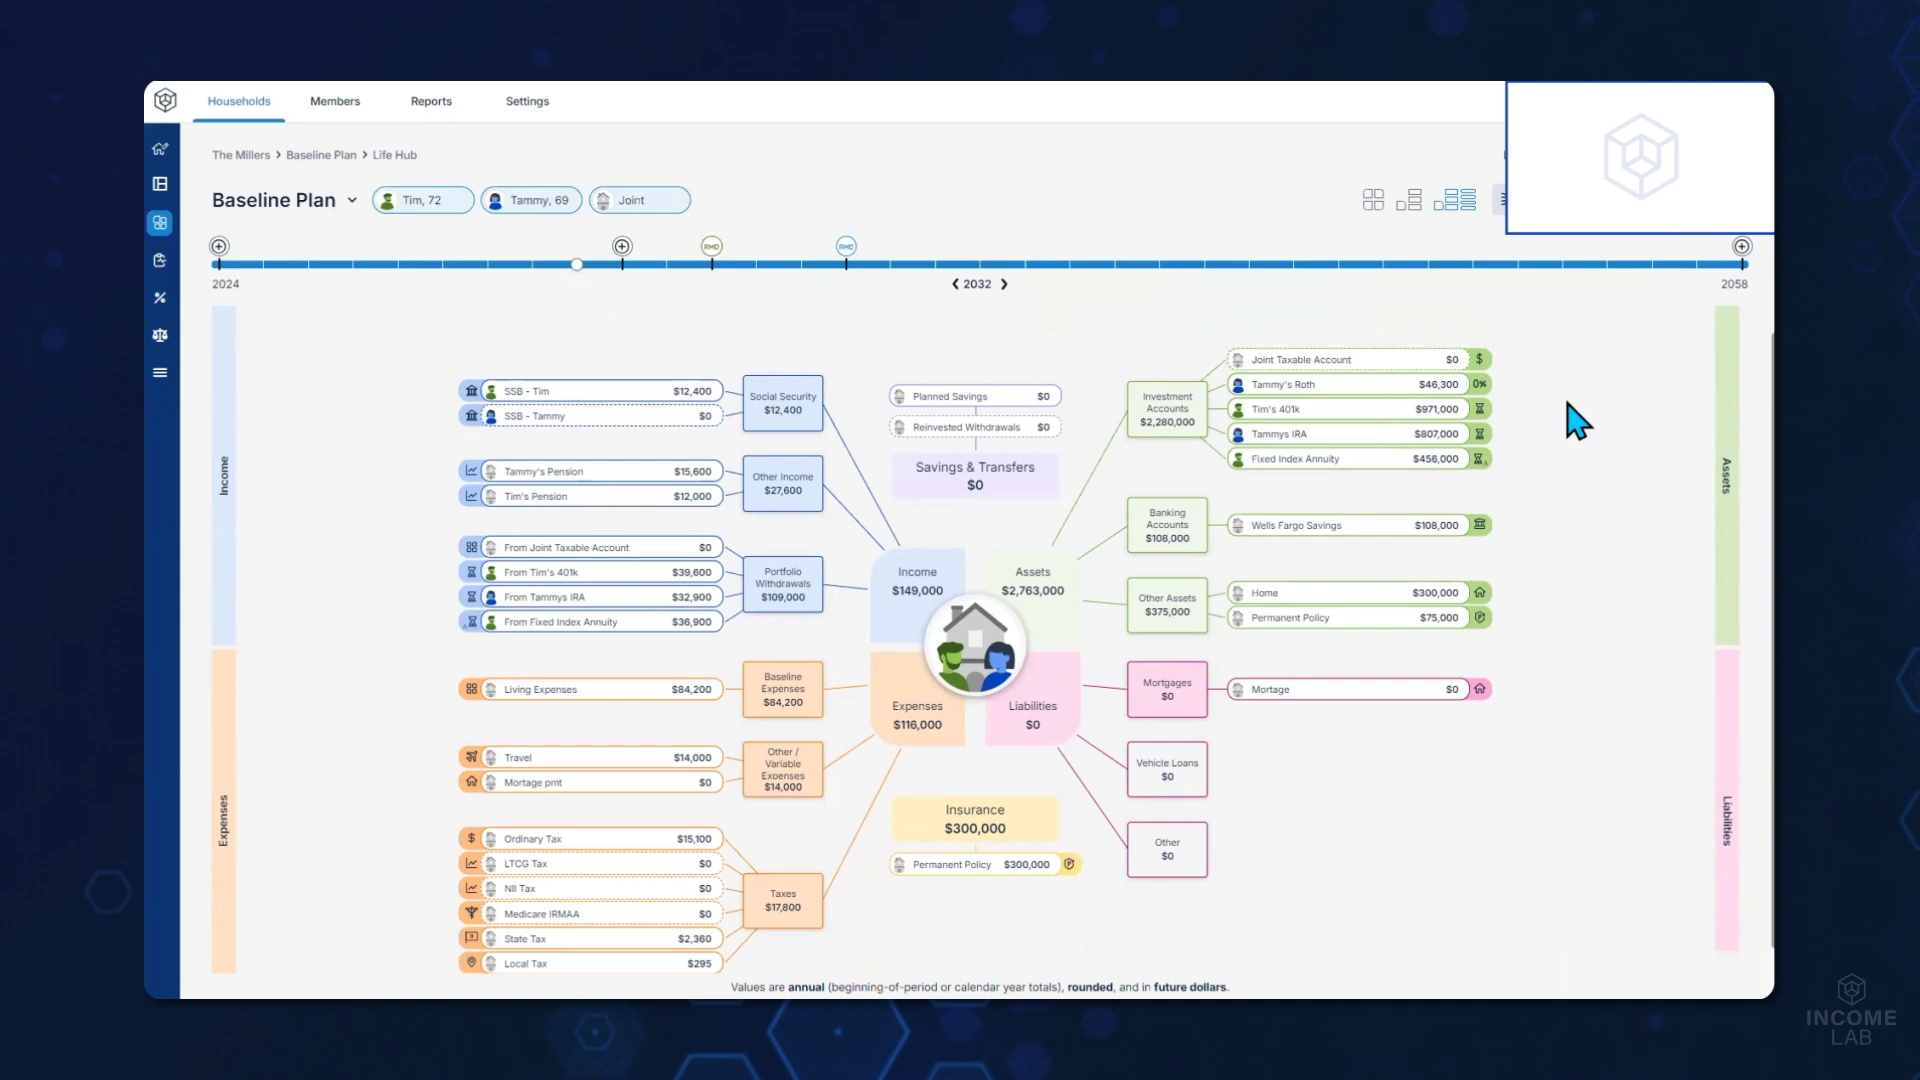 Households
Members
Reports
Settings
The Millers > Baseline Plan > Life Hub
Baseline Plan
Tim, 72
Tammy, 69
Joint
RMD
RMD
2024
2032
2058
Income
Expenses
Assets
Liabilities
SSB - Tim $12,400
SSB - Tammy $0
Social Security
$12,400
Tammy's Pension $15,600
Tim's Pension $12,000
Other Income
$27,600
From Joint Taxable Account $0
From Tim's 401k $39,600
From Tammys IRA $32,900
From Fixed Index Annuity $36,900
Portfolio
Withdrawals
$109,000
Living Expenses $84,200
Baseline
Expenses
$84,200
Travel $14,000
Mortage pmt $0
Other /
Variable
Expenses
$14,000
Ordinary Tax $15,100
LTCG Tax $0
NII Tax $0
Medicare IRMAA $0
State Tax $2,360
Local Tax $295
Taxes
$17,800
Planned Savings $0
Reinvested Withdrawals $0
Savings & Transfers
$0
Income
$149,000
Assets
$2,763,000
Expenses
$116,000
Liabilities
$0
Insurance
$300,000
Permanent Policy $300,000
Investment
Accounts
$2,280,000
Joint Taxable Account $0 $
Tammy's Roth $46,300 0%
Tim's 401k $971,000
Tammys IRA $807,000
Fixed Index Annuity $456,000
Banking
Accounts
$108,000
Wells Fargo Savings $108,000
Other Assets
$375,000
Home $300,000
Permanent Policy $75,000
Mortgages
$0
Mortage $0
Vehicle Loans
$0
Other
$0
Values are annual (beginning-of-period or calendar year totals), rounded, and in future dollars.
INCOME
LAB